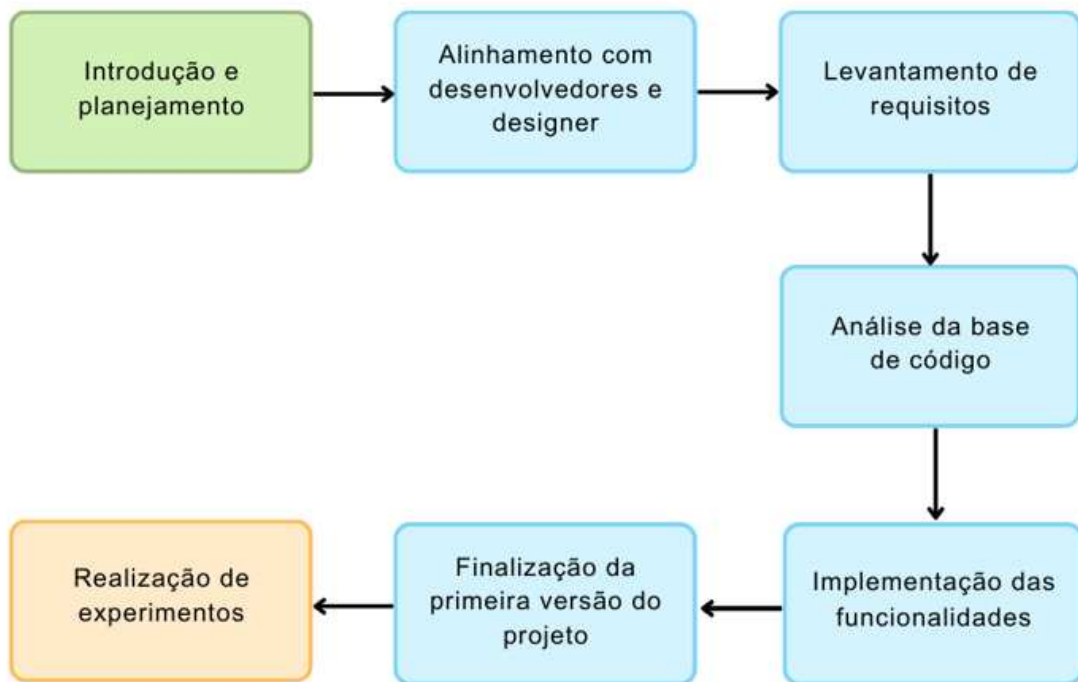 Introdução e
planejamento
Alinhamento com
desenvolvedores e
designer
Levantamento de
requisitos
Análise da base
de código
Implementação das
funcionalidades
Finalização da
primeira versão do
projeto
Realização de
experimentos